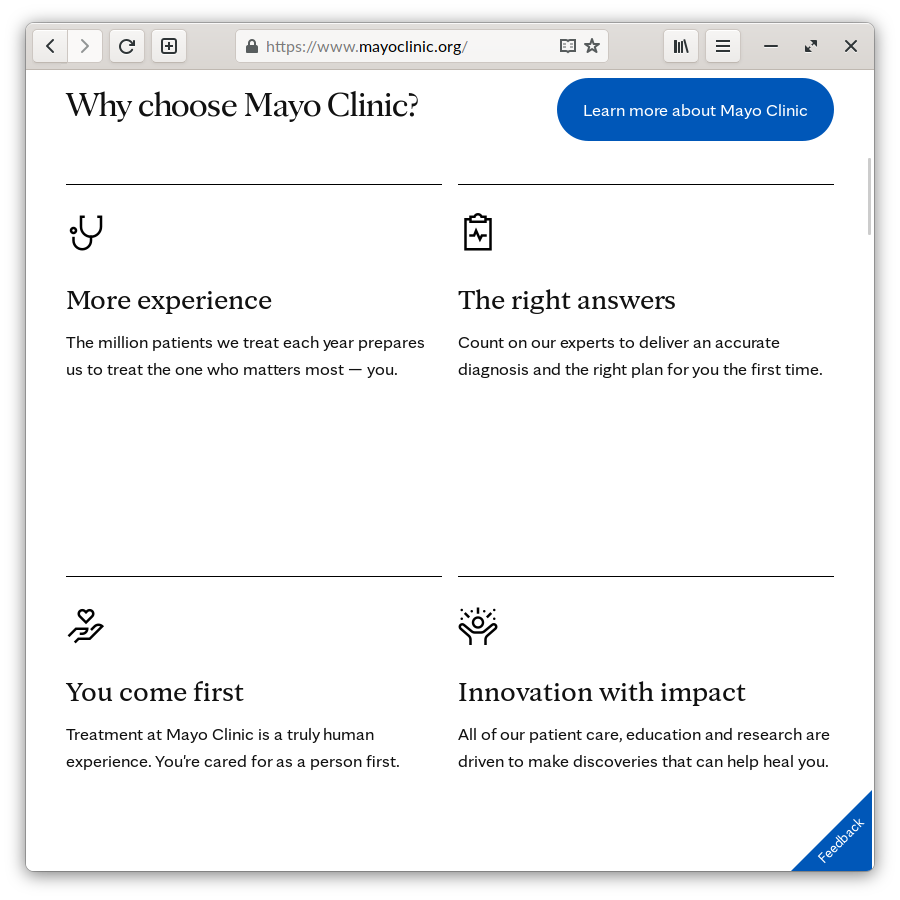 https://www.mayoclinic.org/
Why choose Mayo Clinic?
Learn more about Mayo Clinic
More experience
The million patients we treat each year prepares
us to treat the one who matters most — you.
The right answers
Count on our experts to deliver an accurate
diagnosis and the right plan for you the first time.
You come first
Treatment at Mayo Clinic is a truly human
experience. You're cared for as a person first.
Innovation with impact
All of our patient care, education and research are
driven to make discoveries that can help heal you.
Feedback